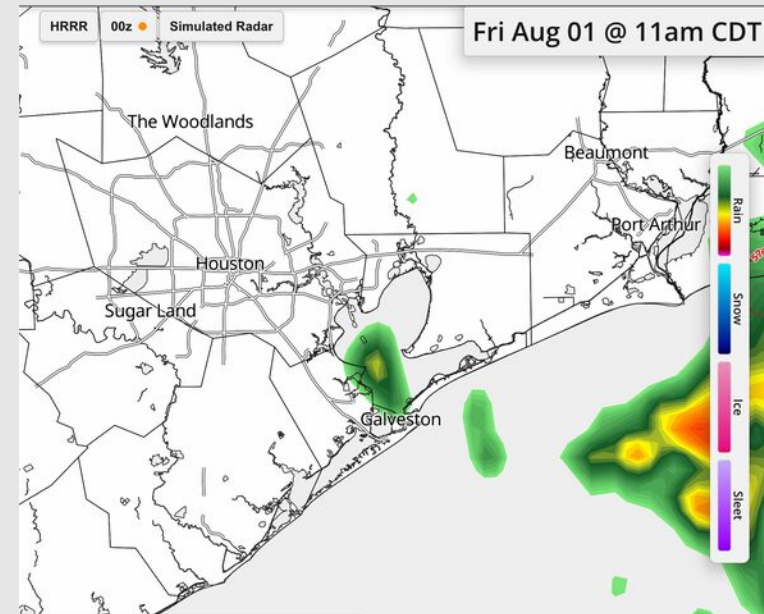 HRRR 00z Simulated Radar
Fri Aug 01 @ 11am CDT
The Woodlands
Beaumont
Rain
Port Arthur
Houston
Snow
Sugar Land
Ice
Galveston
Sleet